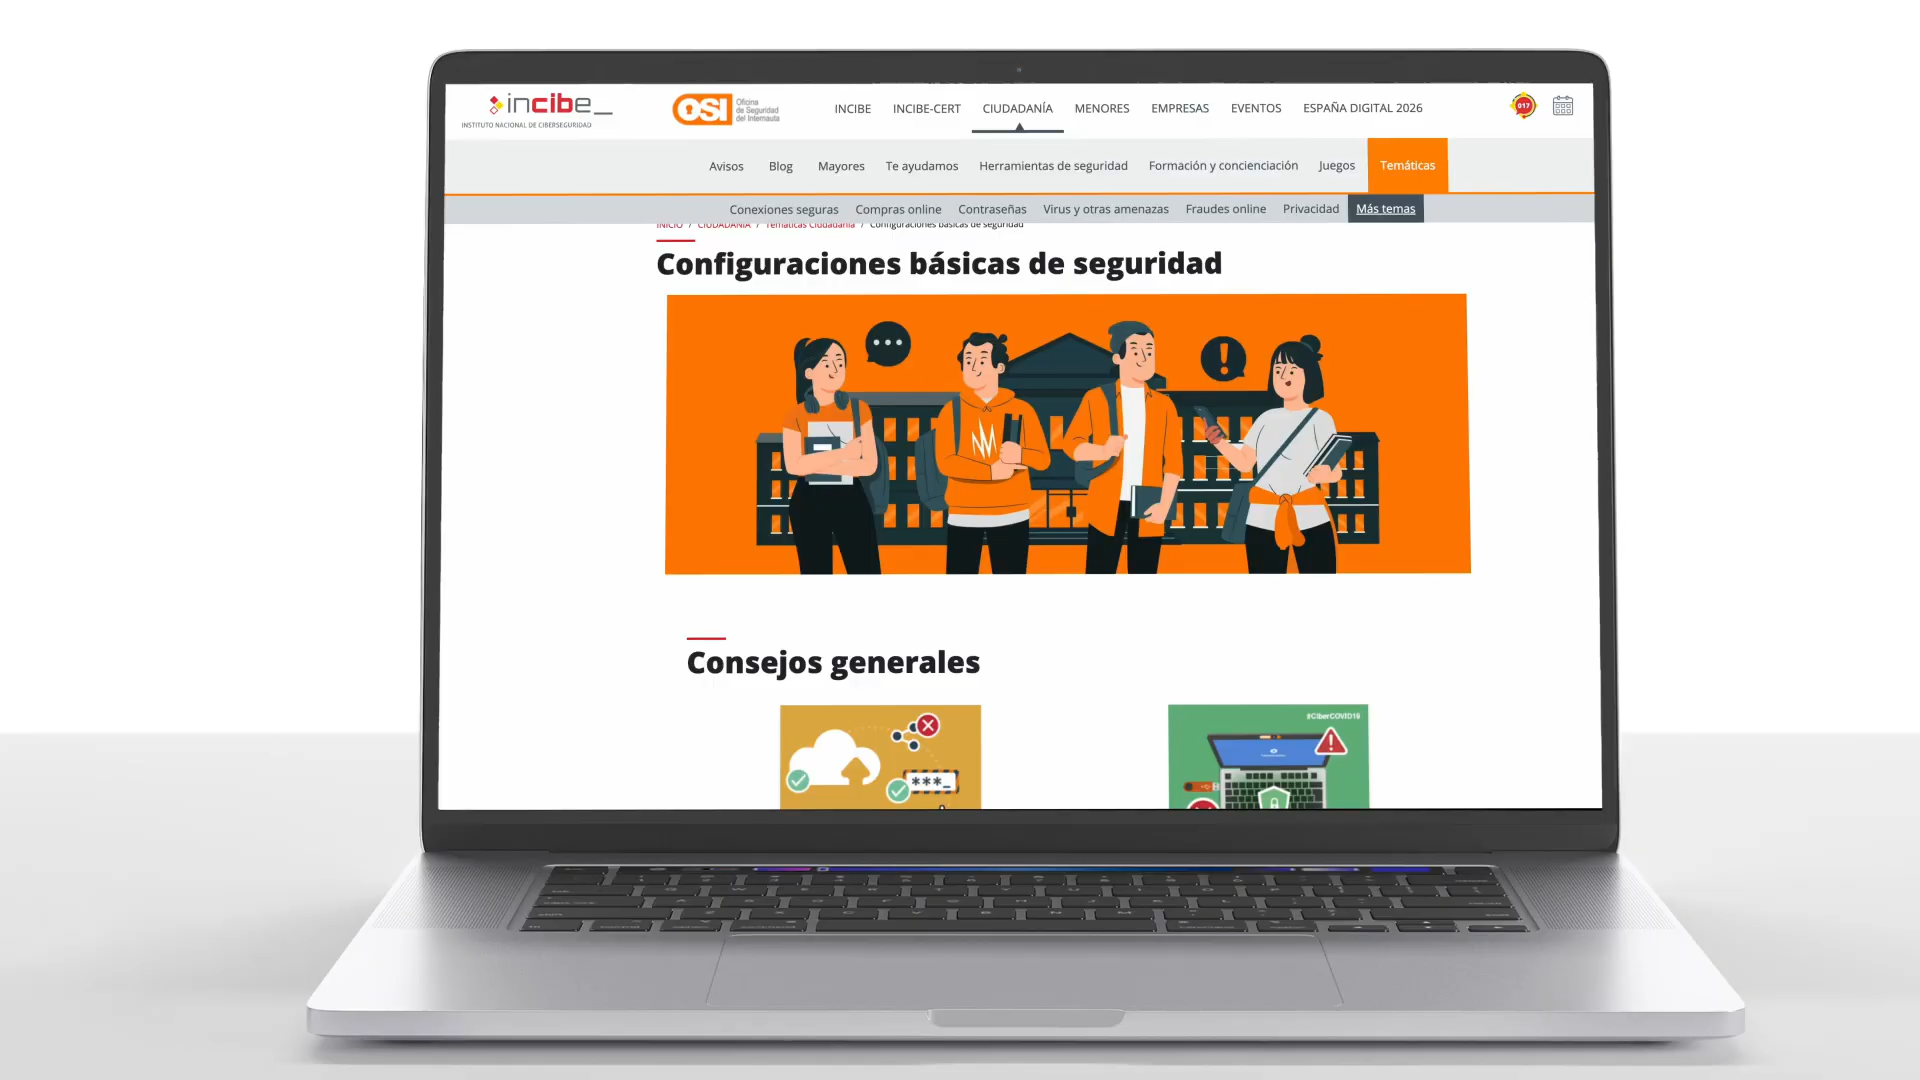 incibe_
INSTITUTO NACIONAL DE CIBERSEGURIDAD
OSI Oficina
de Seguridad
del Internauta
INCIBE INCIBE-CERT CIUDADANÍA MENORES EMPRESAS EVENTOS ESPAÑA DIGITAL 2026
017
Avisos Blog Mayores Te ayudamos Herramientas de seguridad Formación y concienciación Juegos Temáticas
Conexiones seguras Compras online Contraseñas Virus y otras amenazas Fraudes online Privacidad Más temas
INICIO / CIUDADANÍA / Temáticas Ciudadanía / Configuraciones básicas de seguridad
Configuraciones básicas de seguridad
Consejos generales
#CiberCOVID19
***_